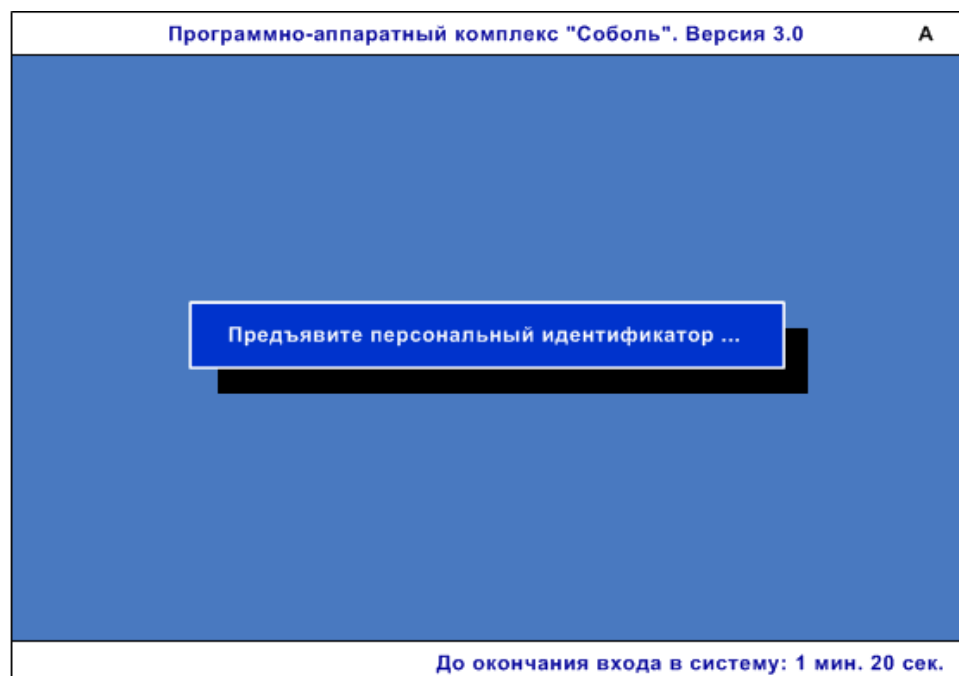 Программно-аппаратный комплекс "Соболь". Версия 3.0 А
Предъявите персональный идентификатор ...
До окончания входа в систему: 1 мин. 20 сек.